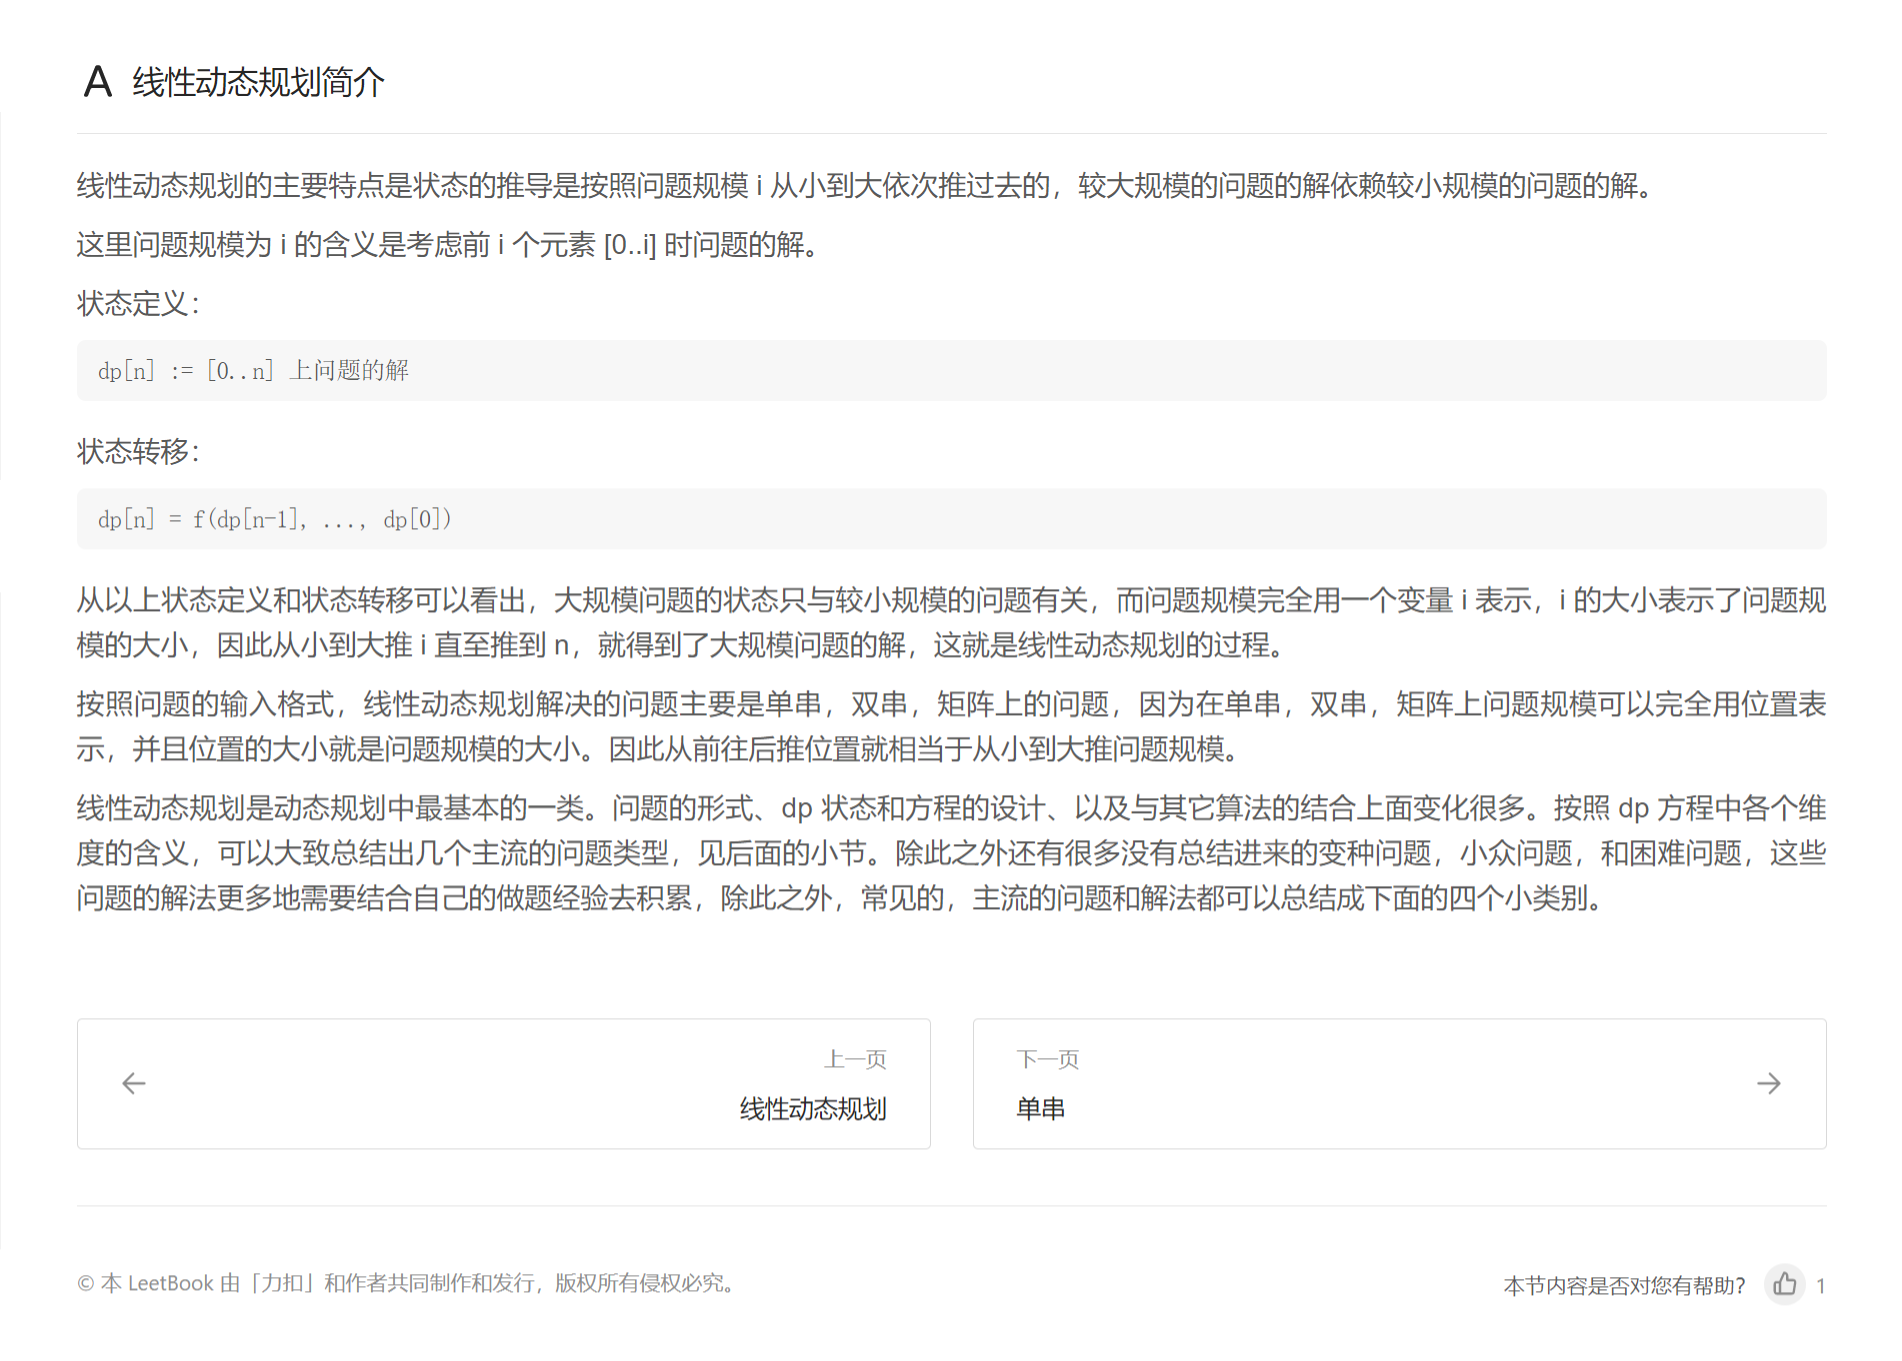 A 线性动态规划简介
线性动态规划的主要特点是状态的推导是按照问题规模 i 从小到大依次推过去的，较大规模的问题的解依赖较小规模的问题的解。
这里问题规模为 i 的含义是考虑前 i 个元素 [0..i] 时问题的解。
状态定义：
dp[n] := [0..n] 上问题的解
状态转移：
dp[n] = f(dp[n-1], ..., dp[0])
从以上状态定义和状态转移可以看出，大规模问题的状态只与较小规模的问题有关，而问题规模完全用一个变量 i 表示，i 的大小表示了问题规
模的大小，因此从小到大推 i 直至推到 n，就得到了大规模问题的解，这就是线性动态规划的过程。
按照问题的输入格式，线性动态规划解决的问题主要是单串，双串，矩阵上的问题，因为在单串，双串，矩阵上问题规模可以完全用位置表
示，并且位置的大小就是问题规模的大小。因此从前往后推位置就相当于从小到大推问题规模。
线性动态规划是动态规划中最基本的一类。问题的形式、dp 状态和方程的设计、以及与其它算法的结合上面变化很多。按照 dp 方程中各个维
度的含义，可以大致总结出几个主流的问题类型，见后面的小节。除此之外还有很多没有总结进来的变种问题，小众问题，和困难问题，这些
问题的解法更多地需要结合自己的做题经验去积累，除此之外，常见的，主流的问题和解法都可以总结成下面的四个小类别。
上一页
线性动态规划
下一页
单串
© 本 LeetBook 由「力扣」和作者共同制作和发行，版权所有侵权必究。
本节内容是否对您有帮助？ 1